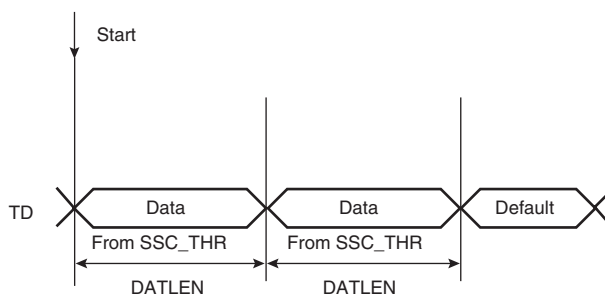 Start
TD
Data
Data
Default
From SSC_THR
From SSC_THR
DATLEN
DATLEN